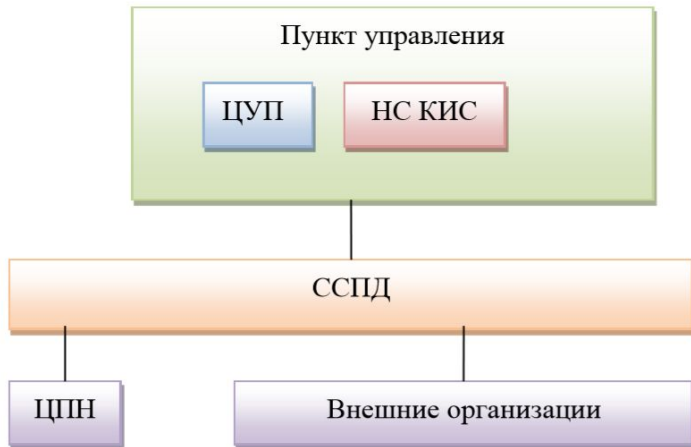 Пункт управления
ЦУП
НС КИС
ССПД
ЦПН
Внешние организации